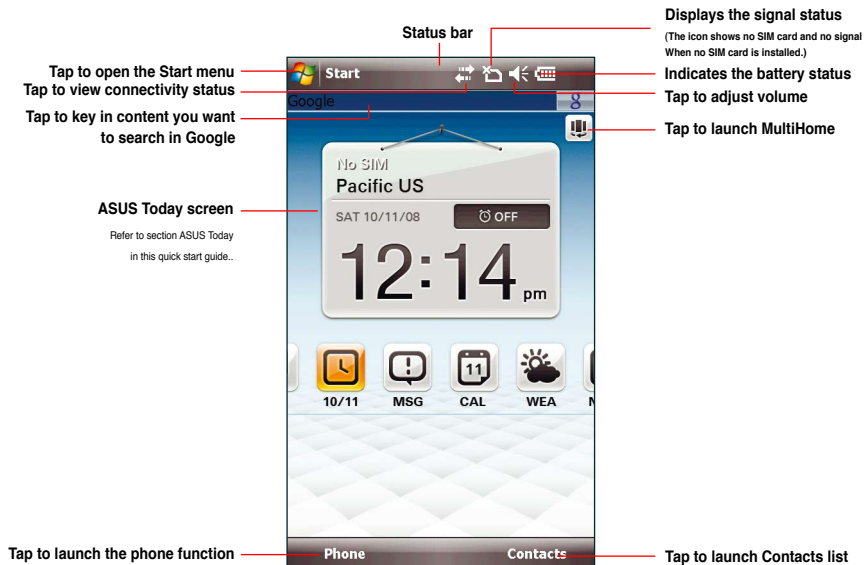 Displays the signal status
(The icon shows no SIM card and no signal
When no SIM card is installed.)
Status bar
Tap to open the Start menu
Tap to view connectivity status
Tap to key in content you want
to search in Google
Indicates the battery status
Tap to adjust volume
Tap to launch MultiHome
Start
Google
8
No SIM
Pacific US
SAT 10/11/08
OFF
12:14 pm
ASUS Today screen
Refer to section ASUS Today
in this quick start guide..
11
10/11
MSG
CAL
WEA
N
Phone
Contacts
Tap to launch the phone function
Tap to launch Contacts list